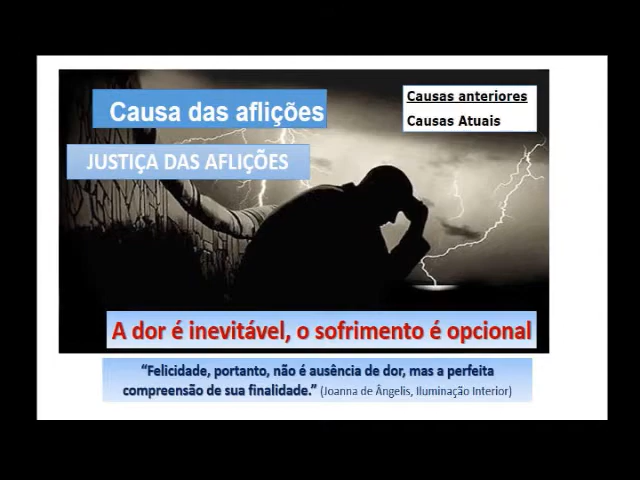 Causa das aflições
Causas anteriores
Causas Atuais
JUSTIÇA DAS AFLIÇÕES
A dor é inevitável, o sofrimento é opcional
“Felicidade, portanto, não é ausência de dor, mas a perfeita
compreensão de sua finalidade.” (Joanna de Ângelis, Iluminação Interior)